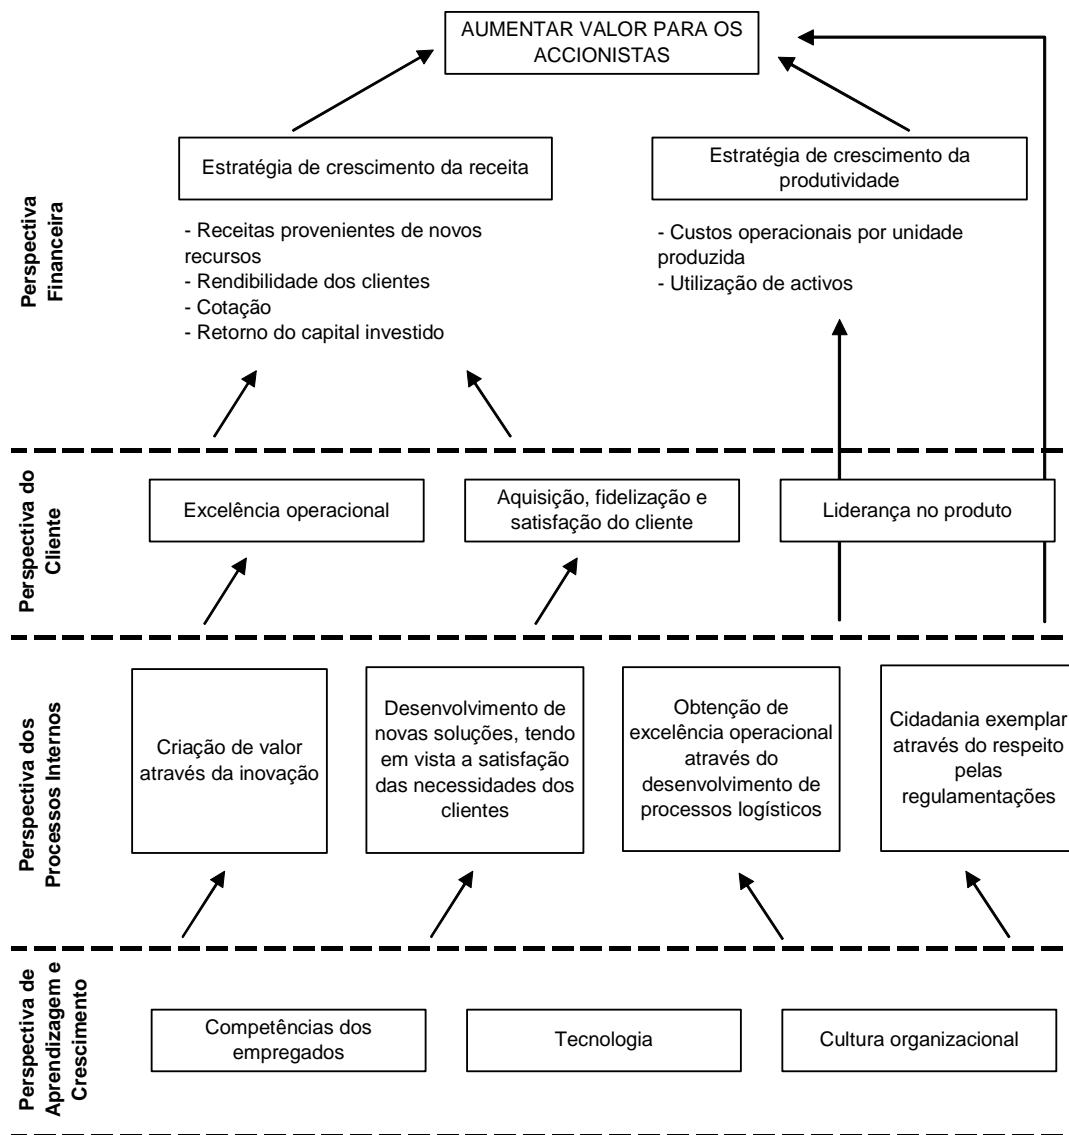 AUMENTAR VALOR PARA OS
ACCIONISTAS
Perspectiva
Financeira
Estratégia de crescimento da receita
Estratégia de crescimento da
produtividade
- Receitas provenientes de novos
recursos
- Rendibilidade dos clientes
- Cotação
- Retorno do capital investido
- Custos operacionais por unidade
produzida
- Utilização de activos
Perspectiva do
Cliente
Excelência operacional
Aquisição, fidelização e
satisfação do cliente
Liderança no produto
Perspectiva dos
Processos Internos
Criação de valor
através da inovação
Desenvolvimento de
novas soluções, tendo
em vista a satisfação
das necessidades dos
clientes
Obtenção de
excelência operacional
através do
desenvolvimento de
processos logísticos
Cidadania exemplar
através do respeito
pelas
regulamentações
Perspectiva de
Aprendizagem e
Crescimento
Competências dos
empregados
Tecnologia
Cultura organizacional